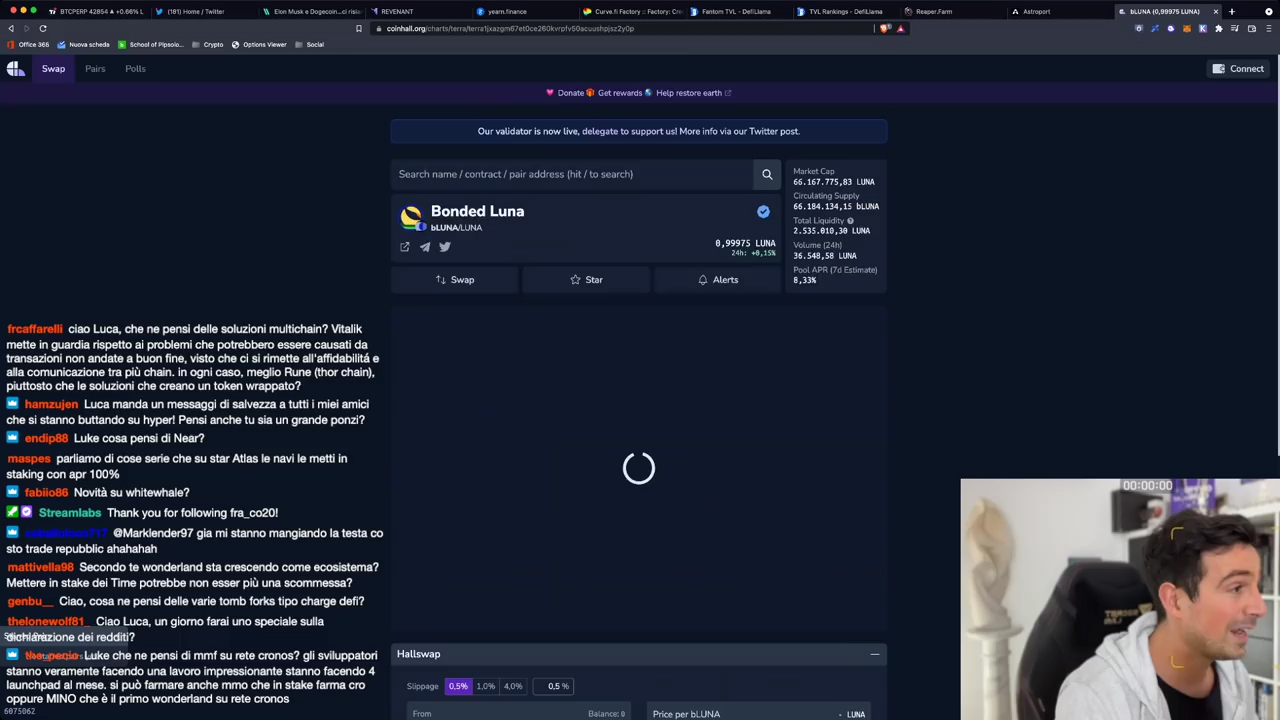 BTCPERP 42854 ▲ +0.66% L
(181) Home / Twitter
Elon Musk e Dogecoin...ci risia
REVENANT
yearn.finance
Curve.fi Factory :: Factory: Cr
Fantom TVL - DefiLlama
TVL Rankings - DefiLlama
Reaper.Farm
Astroport
bLUNA (0,99975 LUNA)
coinhall.org/charts/terra/terra1jxazgm67et0ce260kvrpfv50acuushpjsz2y0p
Office 365
Nuova scheda
School of Pipsolo...
Crypto
Options Viewer
Social
Swap
Pairs
Polls
Connect
Donate Get rewards Help restore earth
Our validator is now live, delegate to support us! More info via our Twitter post.
Search name / contract / pair address (hit / to search)
Bonded Luna
bLUNA/LUNA
0,99975 LUNA
24h: +0,15%
Market Cap
66.167.775,83 LUNA
Circulating Supply
66.184.134,15 bLUNA
Total Liquidity
2.535.010,30 LUNA
Volume (24h)
36.548,58 LUNA
Pool APR (7d Estimate)
8,33%
Swap
Star
Alerts
frcaffarelli ciao Luca, che ne pensi delle soluzioni multichain? Vitalik
mette in guardia rispetto ai problemi che potrebbero essere causati da
transazioni non andate a buon fine, visto che ci si rimette all'affidabilitá e
alla comunicazione tra più chain. in ogni caso, meglio Rune (thor chain),
piuttosto che le soluzioni che creano un token wrappato?
hamzujen Luca manda un messaggi di salvezza a tutti i miei amici
che si stanno buttando su hyper! Pensi anche tu sia un grande ponzi?
endip88 Luke cosa pensi di Near?
maspes parliamo di cose serie che su star Atlas le navi le metti in
staking con apr 100%
fabiio86 Novità su whitewhale?
Streamlabs Thank you for following fra_co20!
@Marklender97 gia mi stanno mangiando la testa co
sto trade repubblic ahahahah
mattivella98 Secondo te wonderland sta crescendo come ecosistema?
Mettere in stake dei Time potrebbe non esser più una scommessa?
genbu__ Ciao, cosa ne pensi delle varie tomb forks tipo charge defi?
thelonewolf81_ Ciao Luca, un giorno farai uno speciale sulla
dichiarazione dei redditi?
Luke che ne pensi di mmf su rete cronos? gli sviluppatori
stanno veramente facendo una lavoro impressionante stanno facendo 4
launchpad al mese. si può farmare anche mmo che in stake farma cro
oppure MINO che è il primo wonderland su rete cronos
6075062
00:00:00
Hallswap
Slippage
0,5%
1,0%
4,0%
0,5 %
From
Balance: 0
Price per bLUNA
- LUNA